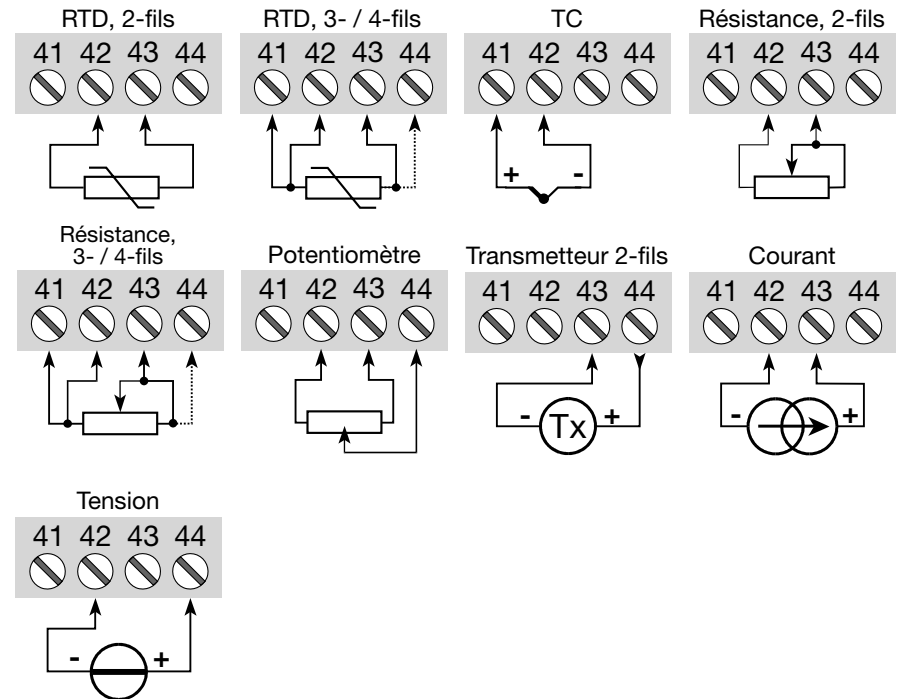 RTD, 2-fils
41 42 43 44
RTD, 3- / 4-fils
41 42 43 44
TC
41 42 43 44
+ -
Résistance, 2-fils
41 42 43 44
Résistance,
3- / 4-fils
41 42 43 44
Potentiomètre
41 42 43 44
Transmetteur 2-fils
41 42 43 44
- Tx +
Courant
41 42 43 44
- +
Tension
41 42 43 44
- +